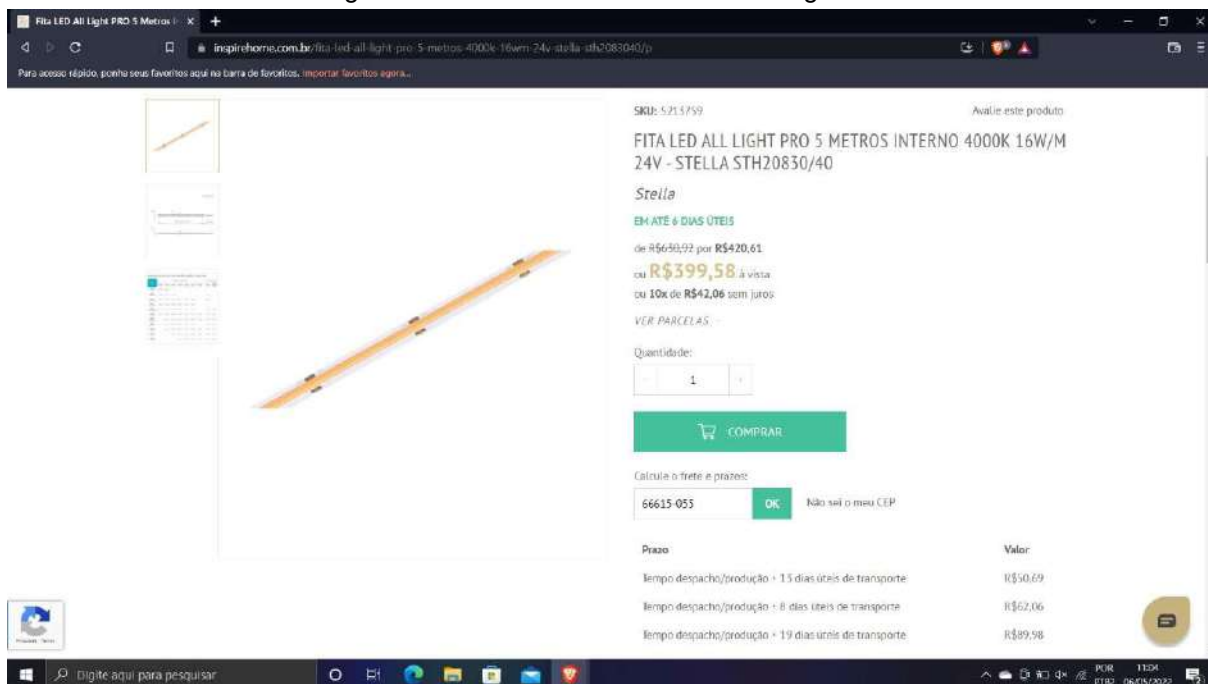 Fita LED All Light PRO 5 Metros I
inspirehome.com.br/fita-led-all-light-pro-5-metros-4000k-16wm-24v-stella-sth2083040/p
Para acesso rápido, ponha seus favoritos aqui na barra de favoritos. Importar favoritos agora...
SKU: 5213759
Avalie este produto
FITA LED ALL LIGHT PRO 5 METROS INTERNO 4000K 16W/M
24V - STELLA STH20830/40
Stella
EM ATÉ 6 DIAS ÚTEIS
de R$630,92 por R$420,61
ou R$399,58 à vista
ou 10x de R$42,06 sem juros
VER PARCELAS
Quantidade:
- 1 +
COMPRAR
Calcule o frete e prazos:
66615-055 OK Não sei o meu CEP
Prazo Valor
Tempo despacho/produção + 13 dias úteis de transporte R$50,69
Tempo despacho/produção + 8 dias úteis de transporte R$62,06
Tempo despacho/produção + 19 dias úteis de transporte R$89,98
Digite aqui para pesquisar
POR 11:04
PTB2 06/05/2022